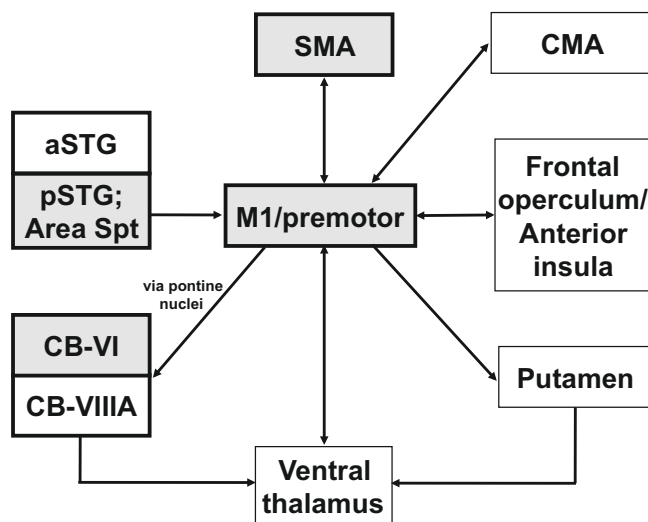 SMA
CMA
aSTG
pSTG;
Area Spt
M1/premotor
Frontal
operculum/
Anterior
insula
via pontine
nuclei
CB-VI
CB-VIIIA
Putamen
Ventral
thalamus